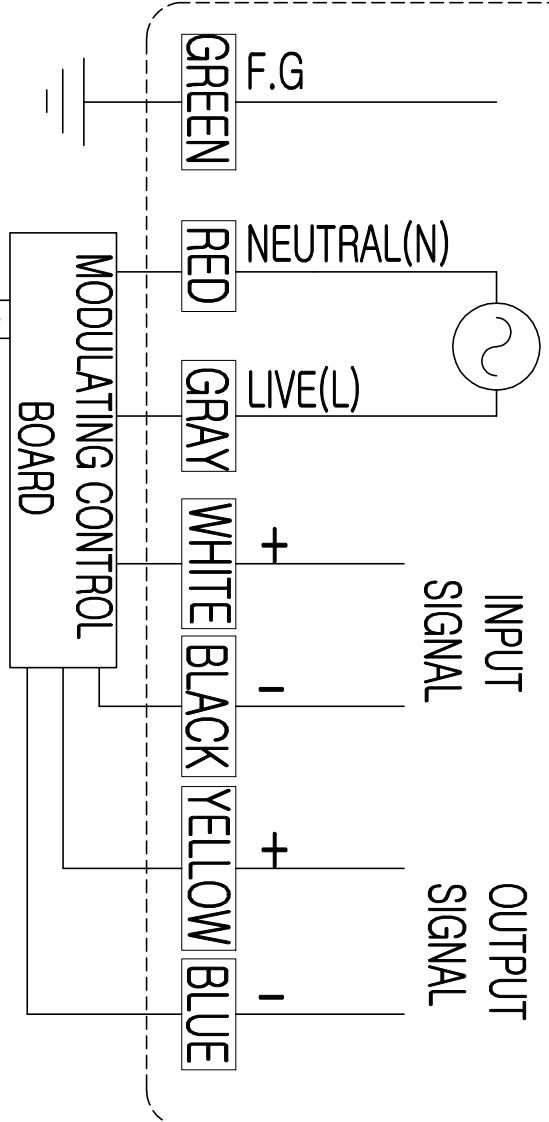 F.G
GREEN
NEUTRAL(N)
RED
LIVE(L)
GRAY
MODULATING CONTROL
BOARD
+
WHITE
-
BLACK
INPUT
SIGNAL
+
YELLOW
-
BLUE
OUTPUT
SIGNAL